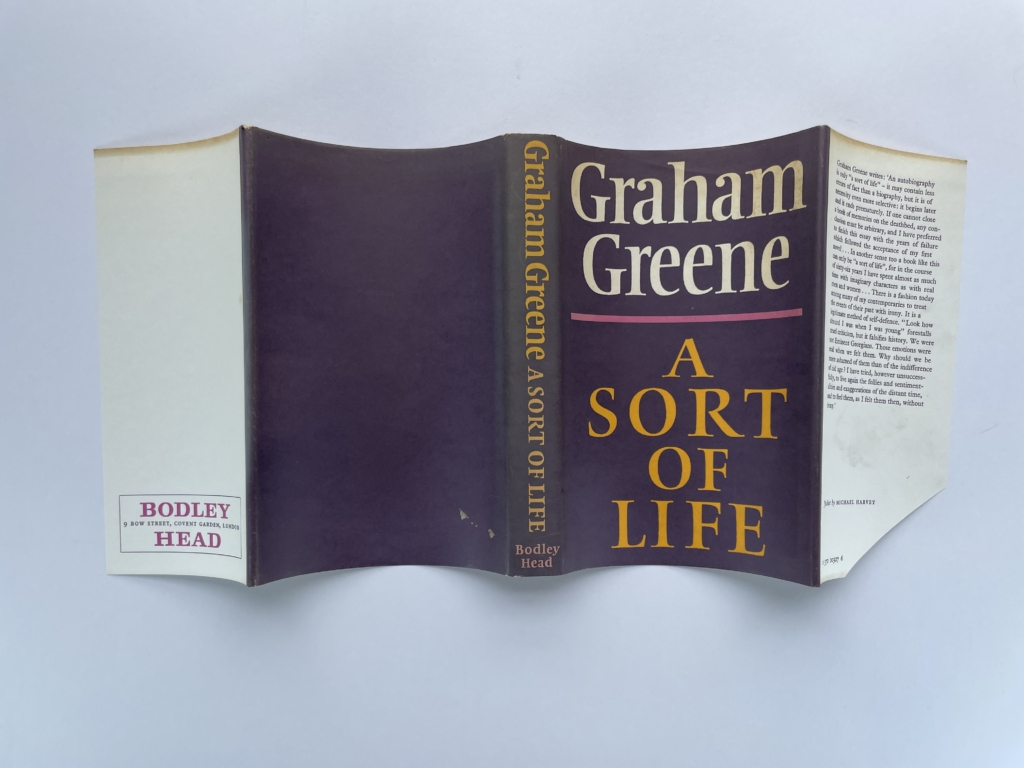 BODLEY
9 BOW STREET, COVENT GARDEN, LONDON
HEAD
Graham Greene A SORT OF LIFE
Bodley
Head
Graham
Greene
A
SORT
OF
LIFE
Graham Greene writes: 'An autobiography
is only "a sort of life" – it may contain less
errors of fact than a biography, but it is of
necessity even more selective: it begins later
and it ends prematurely. If one cannot close
a book of memories on the deathbed, any con-
clusion must be arbitrary, and I have preferred
to finish this essay with the years of failure
which followed the acceptance of my first
novel . . . In another sense too a book like this
can only be "a sort of life", for in the course
of sixty-six years I have spent almost as much
time with imaginary characters as with real
men and women . . . There is a fashion today
among many of my contemporaries to treat
the events of their past with irony. It is a
legitimate method of self-defence. "Look how
absurd I was when I was young" forestalls
cruel criticism, but it falsifies history. We were
not Eminent Georgians. Those emotions were
real when we felt them. Why should we be
more ashamed of them than of the indifference
of old age? I have tried, however unsuccess-
fully, to live again the follies and sentiment-
alities and exaggerations of the distant time,
and to feel them, as I felt them then, without
irony.'
Jacket by MICHAEL HARVEY